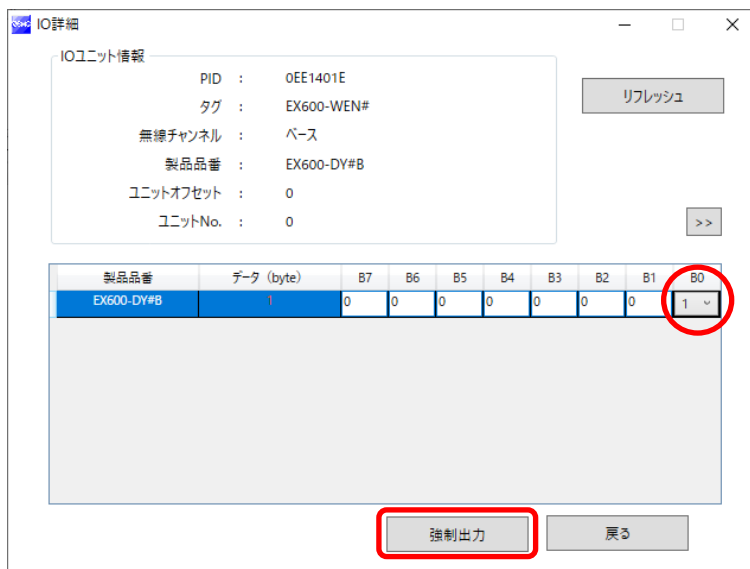 IO詳細
IOユニット情報
PID : 0EE1401E
タグ : EX600-WEN#
無線チャンネル : ベース
製品品番 : EX600-DY#B
ユニットオフセット : 0
ユニットNo. : 0
リフレッシュ
>>
製品品番 データ (byte) B7 B6 B5 B4 B3 B2 B1 B0
EX600-DY#B 1 0 0 0 0 0 0 0 1
強制出力 戻る